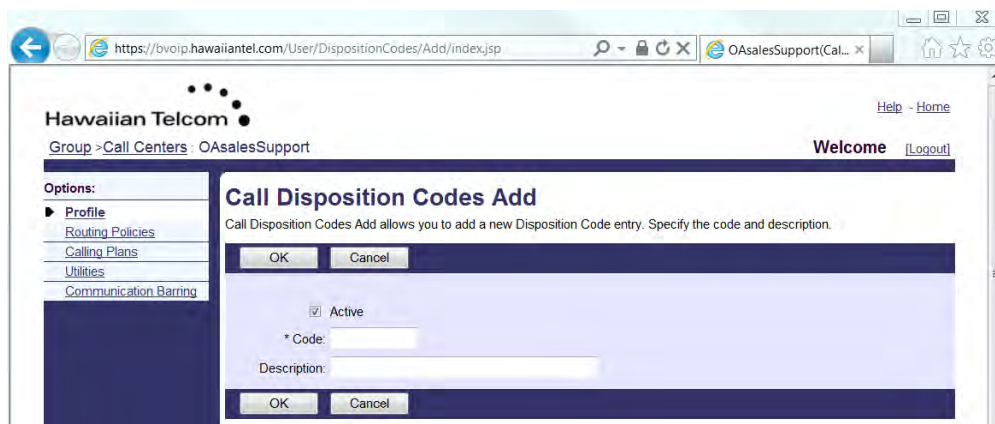 https://bvoip.hawaiiantel.com/User/DispositionCodes/Add/index.jsp
OAsalesSupport(Cal...
Hawaiian Telcom
Help - Home
Group >Call Centers : OAsalesSupport
Welcome [Logout]
Options:
Profile
Routing Policies
Calling Plans
Utilities
Communication Barring
Call Disposition Codes Add
Call Disposition Codes Add allows you to add a new Disposition Code entry. Specify the code and description.
OK Cancel
Active
* Code:
Description:
OK Cancel